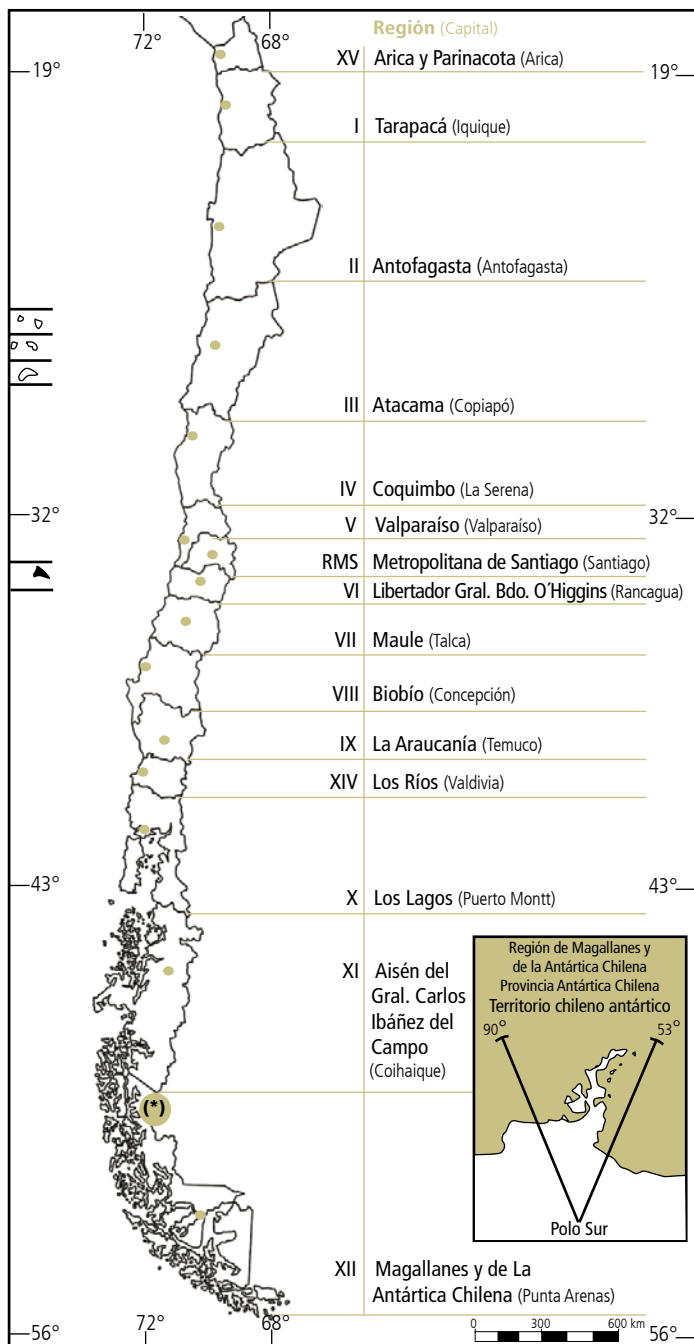 72° 68°
Región (Capital)
XV Arica y Parinacota (Arica)
19° 19°
I Tarapacá (Iquique)
II Antofagasta (Antofagasta)
III Atacama (Copiapó)
IV Coquimbo (La Serena)
32° 32°
V Valparaíso (Valparaíso)
RMS Metropolitana de Santiago (Santiago)
VI Libertador Gral. Bdo. O´Higgins (Rancagua)
VII Maule (Talca)
VIII Biobío (Concepción)
IX La Araucanía (Temuco)
XIV Los Ríos (Valdivia)
43° 43°
X Los Lagos (Puerto Montt)
XI Aisén del
Gral. Carlos
Ibáñez del
Campo
(Coihaique)
Región de Magallanes y
de la Antártica Chilena
Provincia Antártica Chilena
Territorio chileno antártico
90° 53°
Polo Sur
(*)
XII Magallanes y de La
Antártica Chilena (Punta Arenas)
0 300 600 km
56° 72° 68° 56°